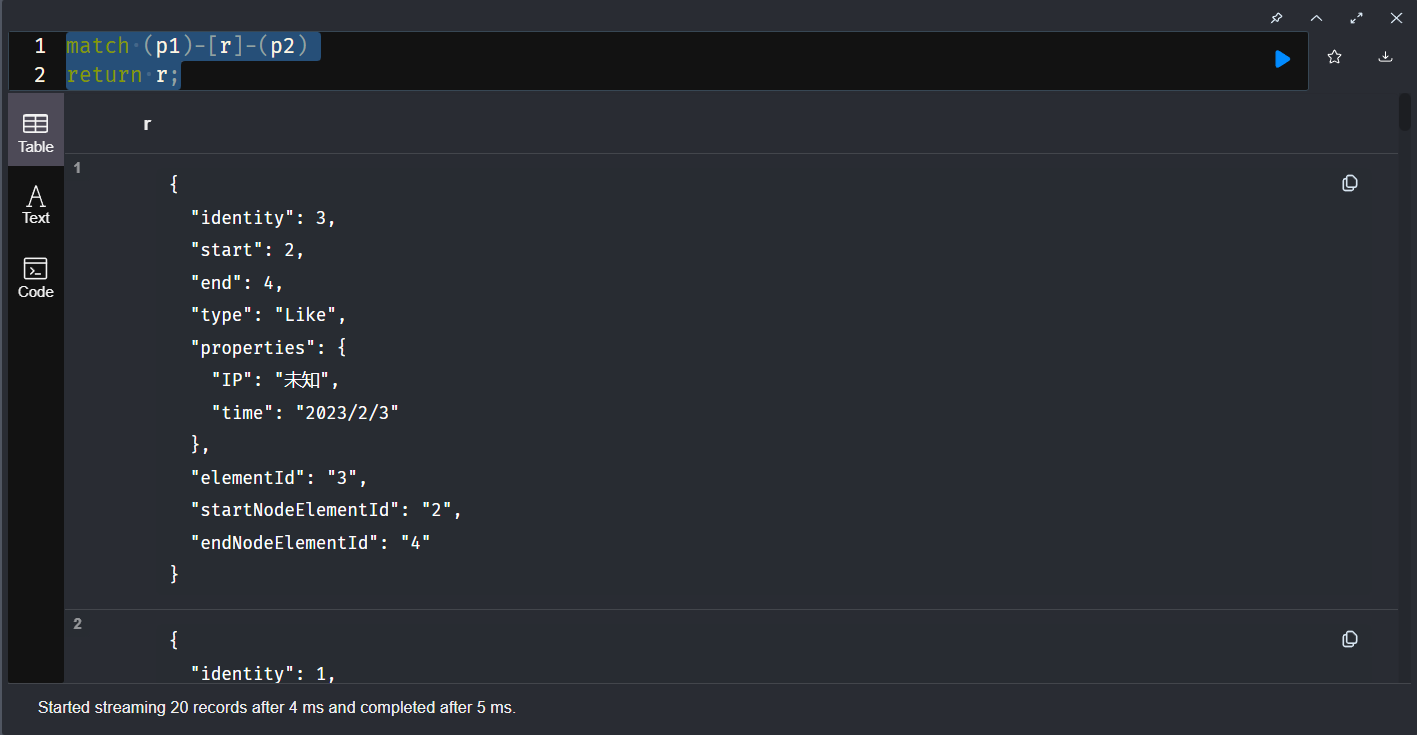 1 match (p1)-[r]-(p2)
2 return r;
Table
Text
Code
r
1
{
"identity": 3,
"start": 2,
"end": 4,
"type": "Like",
"properties": {
"IP": "未知",
"time": "2023/2/3"
},
"elementId": "3",
"startNodeElementId": "2",
"endNodeElementId": "4"
}
2
{
"identity": 1,
Started streaming 20 records after 4 ms and completed after 5 ms.